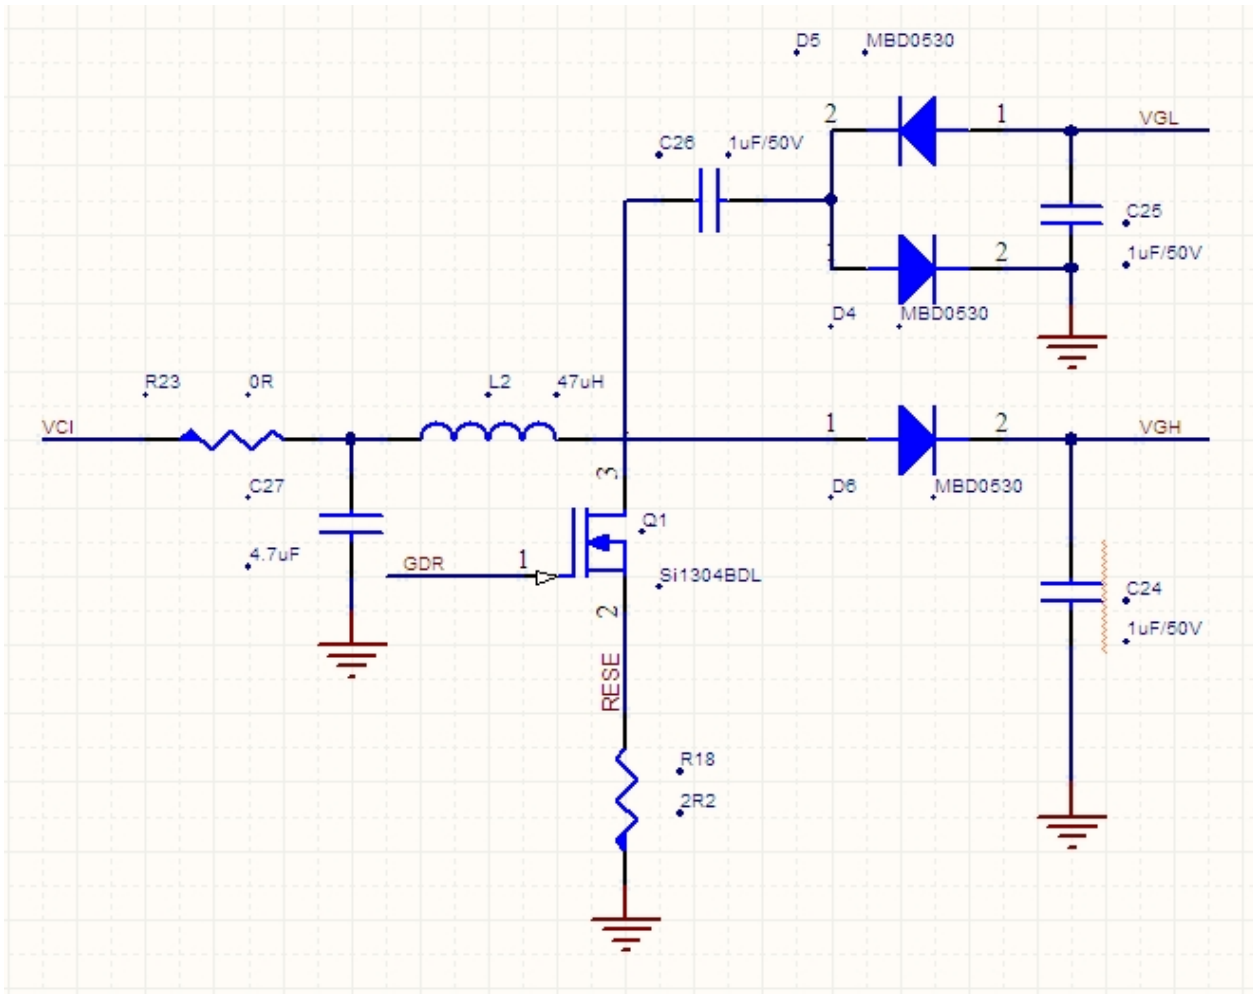 D5 MBD0530
2 1 VGL
C26 1uF/50V
C25
1uF/50V
2
D4 MBD0530
R23 0R L2 47uH
VCI 1 2 VGH
3
C27 D6 MBD0530
Q1
4.7uF GDR 1
Si1304BDL
C24
2
1uF/50V
RESE
R18
2R2